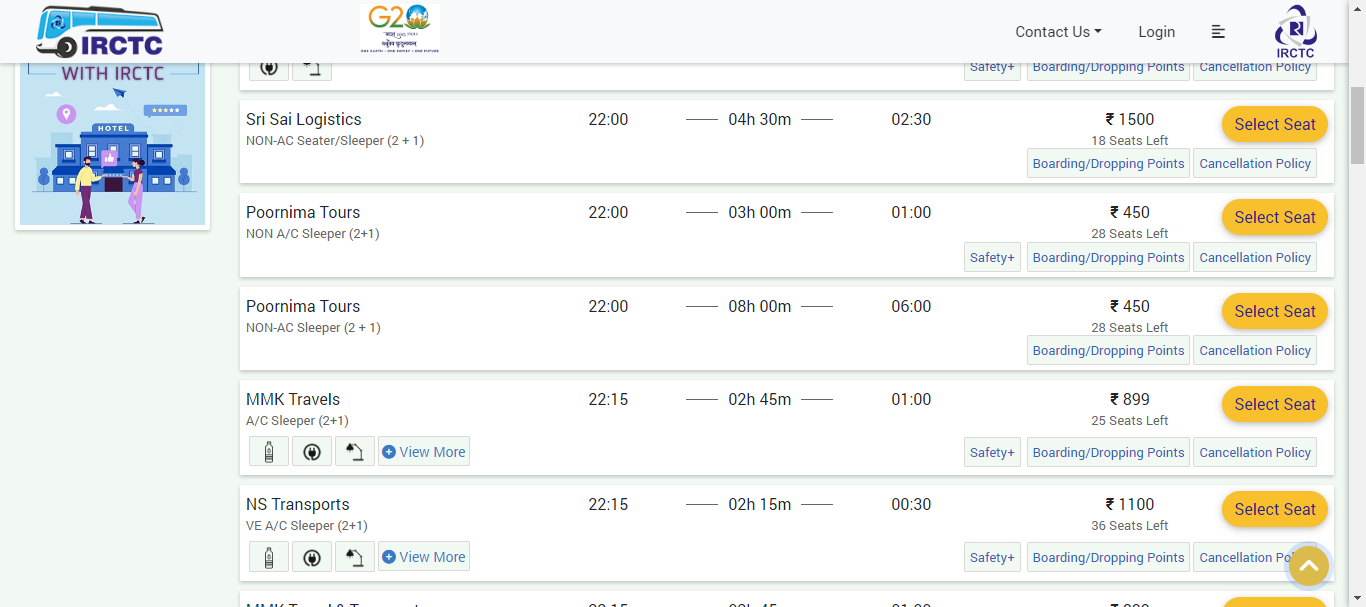 IRCTC
G20
ONE EARTH • ONE FAMILY • ONE FUTURE
Contact Us
Login
IRCTC
WITH IRCTC
HOTEL
Safety+ Boarding/Dropping Points Cancellation Policy
Sri Sai Logistics 22:00 04h 30m 02:30 ₹ 1500 Select Seat
NON-AC Seater/Sleeper (2 + 1) 18 Seats Left
Boarding/Dropping Points Cancellation Policy
Poornima Tours 22:00 03h 00m 01:00 ₹ 450 Select Seat
NON A/C Sleeper (2+1) 28 Seats Left
Safety+ Boarding/Dropping Points Cancellation Policy
Poornima Tours 22:00 08h 00m 06:00 ₹ 450 Select Seat
NON-AC Sleeper (2 + 1) 28 Seats Left
Boarding/Dropping Points Cancellation Policy
MMK Travels 22:15 02h 45m 01:00 ₹ 899 Select Seat
A/C Sleeper (2+1) 25 Seats Left
View More Safety+ Boarding/Dropping Points Cancellation Policy
NS Transports 22:15 02h 15m 00:30 ₹ 1100 Select Seat
VE A/C Sleeper (2+1) 36 Seats Left
View More Safety+ Boarding/Dropping Points Cancellation